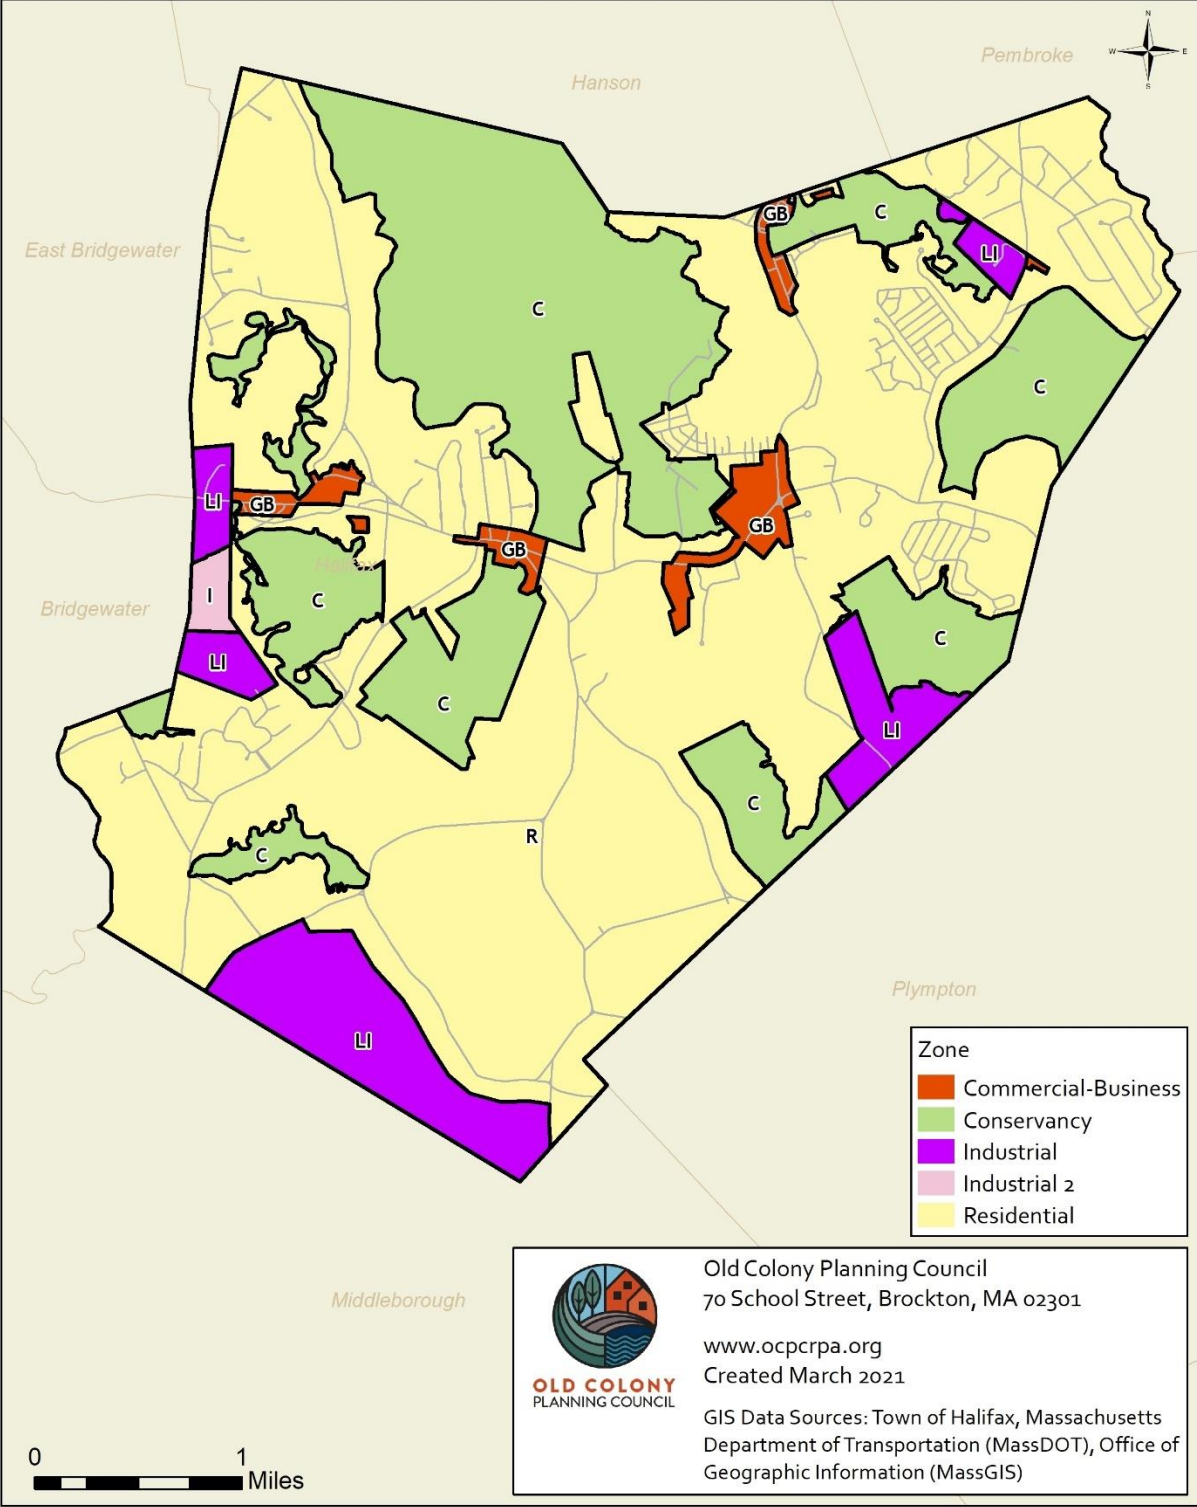 N
W
E
S
Pembroke
Hanson
GB
C
East Bridgewater
LI
C
C
LI
GB
GB
GB
Halifax
I
C
Bridgewater
C
LI
C
LI
C
R
C
Plympton
LI
Zone
Commercial-Business
Conservancy
Industrial
Industrial 2
Residential
Middleborough
OLD COLONY
PLANNING COUNCIL
Old Colony Planning Council
70 School Street, Brockton, MA 02301
www.ocpcrpa.org
Created March 2021
GIS Data Sources: Town of Halifax, Massachusetts
Department of Transportation (MassDOT), Office of
Geographic Information (MassGIS)
0
1
Miles